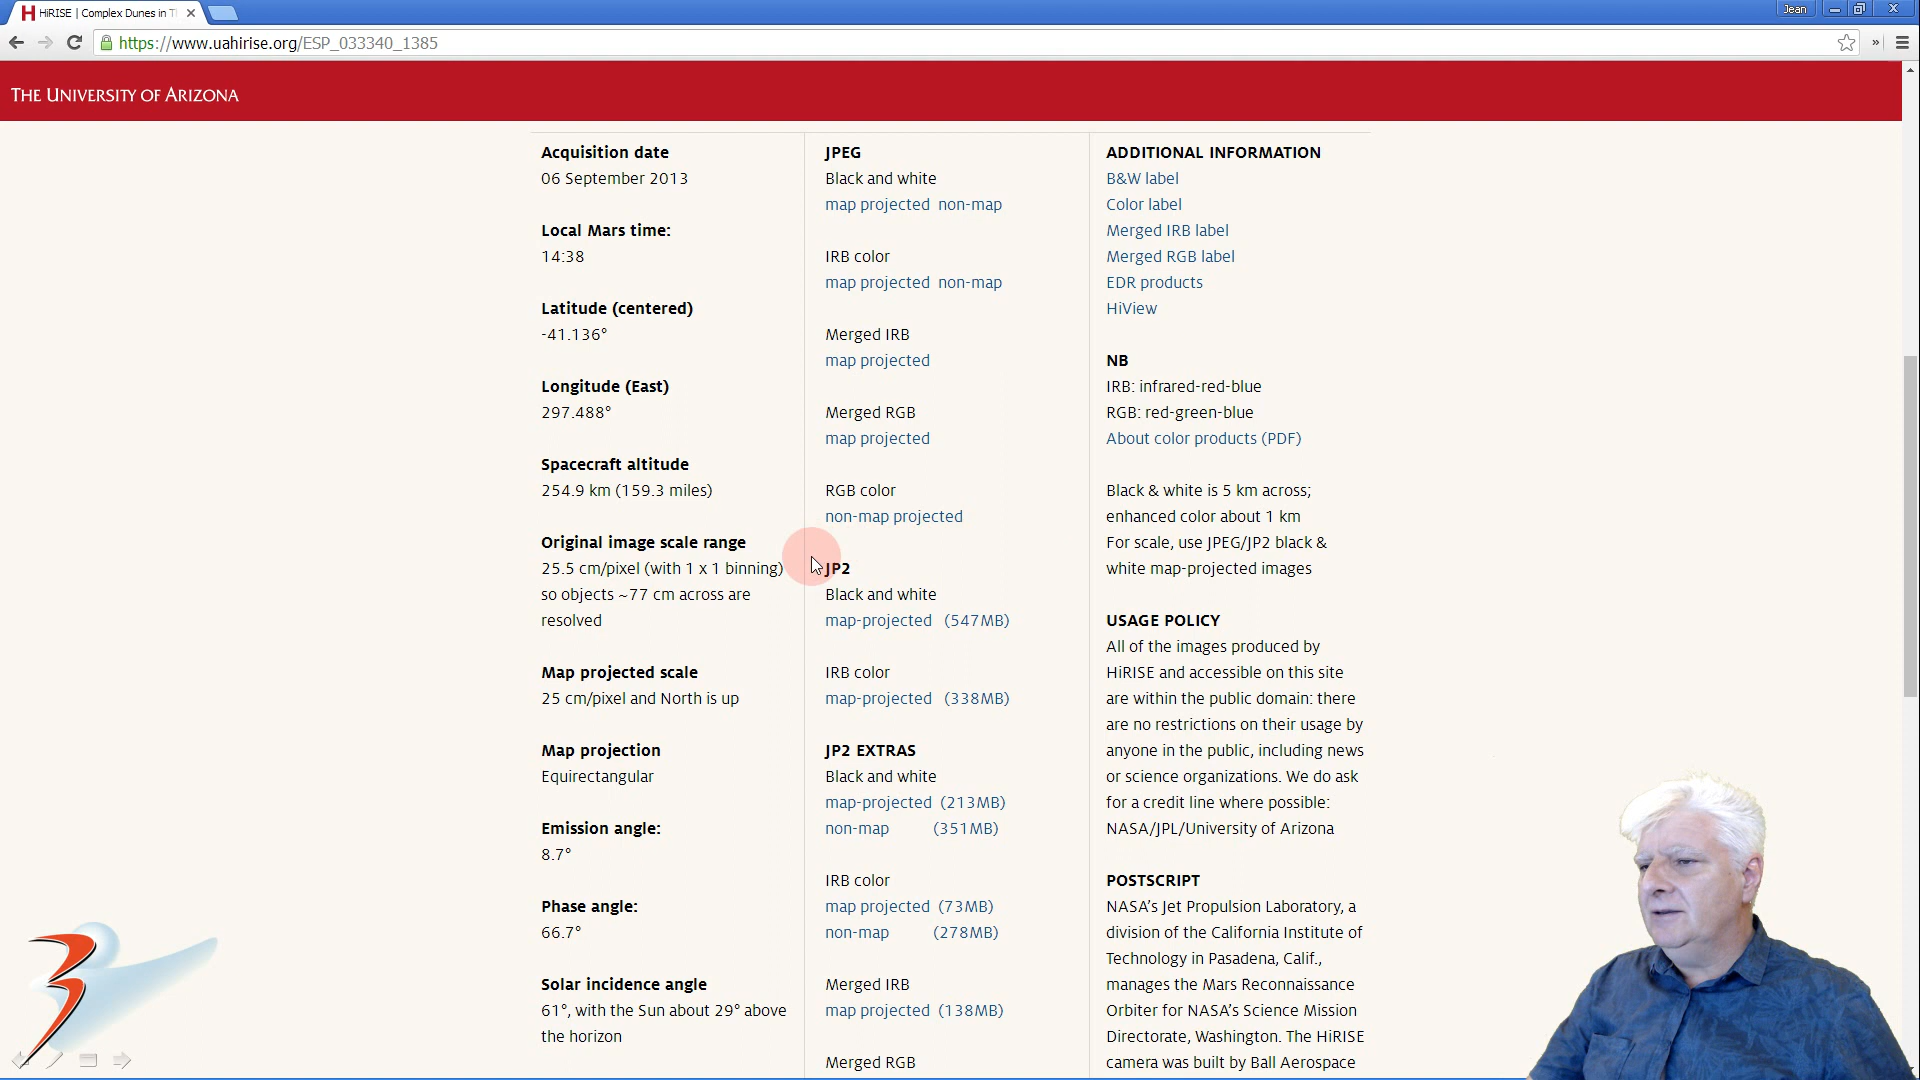 HiRISE | Complex Dunes in T
Jean
https://www.uahirise.org/ESP_033340_1385
THE UNIVERSITY OF ARIZONA
Acquisition date
06 September 2013
Local Mars time:
14:38
Latitude (centered)
-41.136°
Longitude (East)
297.488°
Spacecraft altitude
254.9 km (159.3 miles)
Original image scale range
25.5 cm/pixel (with 1 x 1 binning)
so objects ~77 cm across are
resolved
Map projected scale
25 cm/pixel and North is up
Map projection
Equirectangular
Emission angle:
8.7°
Phase angle:
66.7°
Solar incidence angle
61°, with the Sun about 29° above
the horizon
JPEG
Black and white
map projected non-map
IRB color
map projected non-map
Merged IRB
map projected
Merged RGB
map projected
RGB color
non-map projected
JP2
Black and white
map-projected (547MB)
IRB color
map-projected (338MB)
JP2 EXTRAS
Black and white
map-projected (213MB)
non-map (351MB)
IRB color
map projected (73MB)
non-map (278MB)
Merged IRB
map projected (138MB)
Merged RGB
ADDITIONAL INFORMATION
B&W label
Color label
Merged IRB label
Merged RGB label
EDR products
HiView
NB
IRB: infrared-red-blue
RGB: red-green-blue
About color products (PDF)
Black & white is 5 km across;
enhanced color about 1 km
For scale, use JPEG/JP2 black &
white map-projected images
USAGE POLICY
All of the images produced by
HiRISE and accessible on this site
are within the public domain: there
are no restrictions on their usage by
anyone in the public, including news
or science organizations. We do ask
for a credit line where possible:
NASA/JPL/University of Arizona
POSTSCRIPT
NASA's Jet Propulsion Laboratory, a
division of the California Institute of
Technology in Pasadena, Calif.,
manages the Mars Reconnaissance
Orbiter for NASA's Science Mission
Directorate, Washington. The HiRISE
camera was built by Ball Aerospace